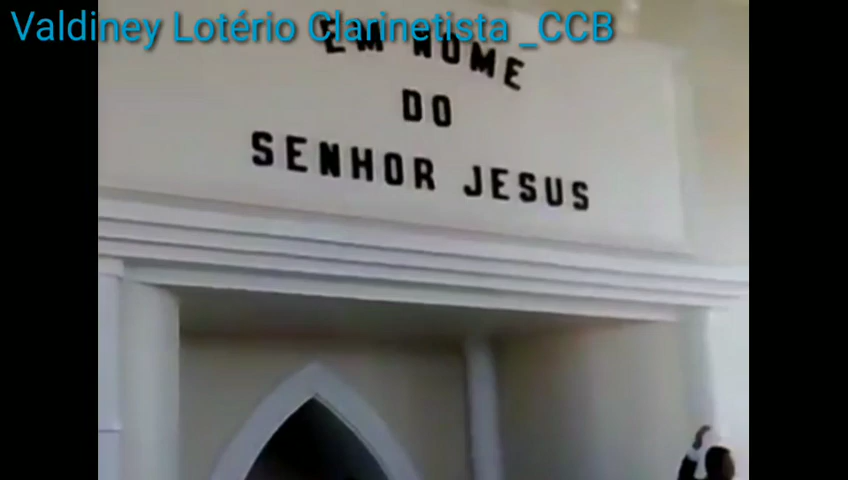 Valdiney Lotério Clarinetista _CCB
EM NOME
DO
SENHOR JESUS